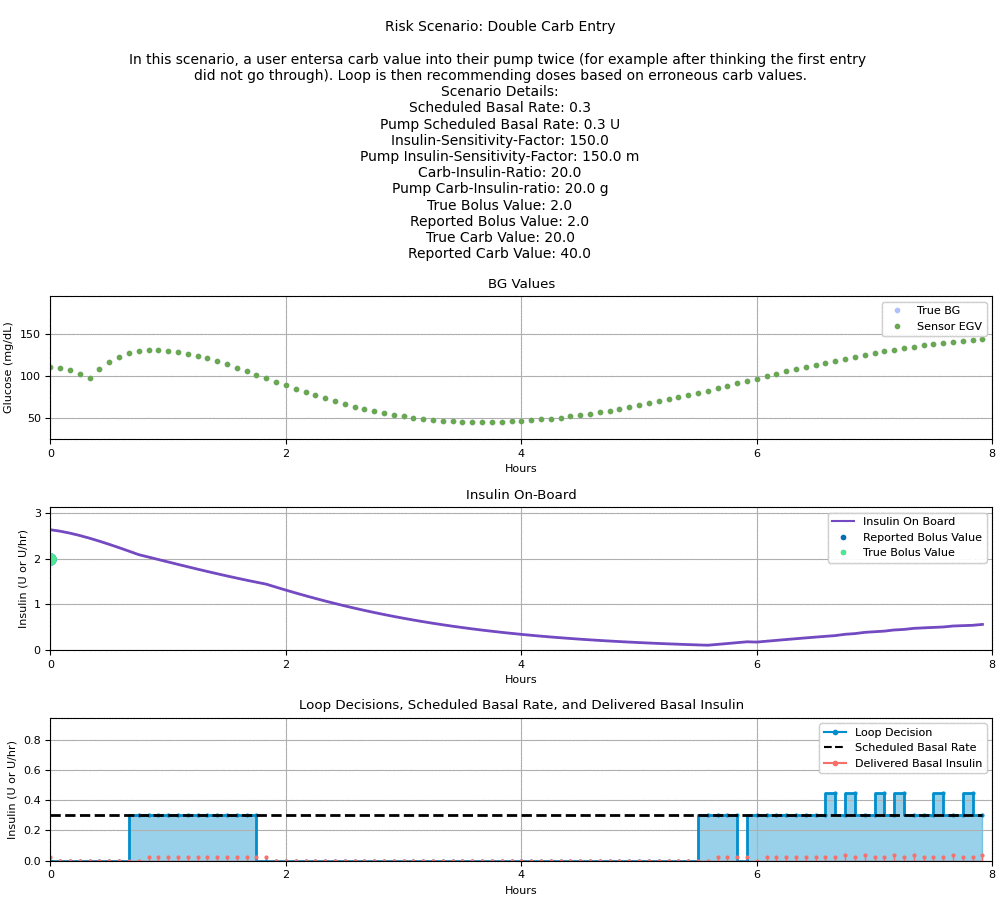 Risk Scenario: Double Carb Entry
In this scenario, a user entersa carb value into their pump twice (for example after thinking the first entry
did not go through). Loop is then recommending doses based on erroneous carb values.
Scenario Details:
Scheduled Basal Rate: 0.3
Pump Scheduled Basal Rate: 0.3 U
Insulin-Sensitivity-Factor: 150.0
Pump Insulin-Sensitivity-Factor: 150.0 m
Carb-Insulin-Ratio: 20.0
Pump Carb-Insulin-ratio: 20.0 g
True Bolus Value: 2.0
Reported Bolus Value: 2.0
True Carb Value: 20.0
Reported Carb Value: 40.0
BG Values
Glucose (mg/dL)
150
100
50
True BG
Sensor EGV
0 2 4 6 8
Hours
Insulin On-Board
Insulin (U or U/hr)
3
2
1
0
Insulin On Board
Reported Bolus Value
True Bolus Value
0 2 4 6 8
Hours
Loop Decisions, Scheduled Basal Rate, and Delivered Basal Insulin
Insulin (U or U/hr)
0.8
0.6
0.4
0.2
0.0
Loop Decision
Scheduled Basal Rate
Delivered Basal Insulin
0 2 4 6 8
Hours